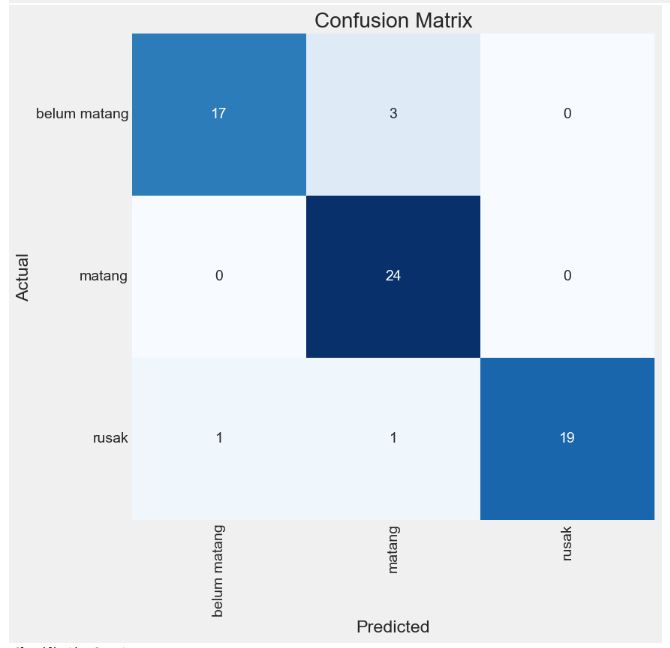 Confusion Matrix
belum matang
17
3
0
Actual
matang
0
24
0
rusak
1
1
19
belum matang
matang
rusak
Predicted